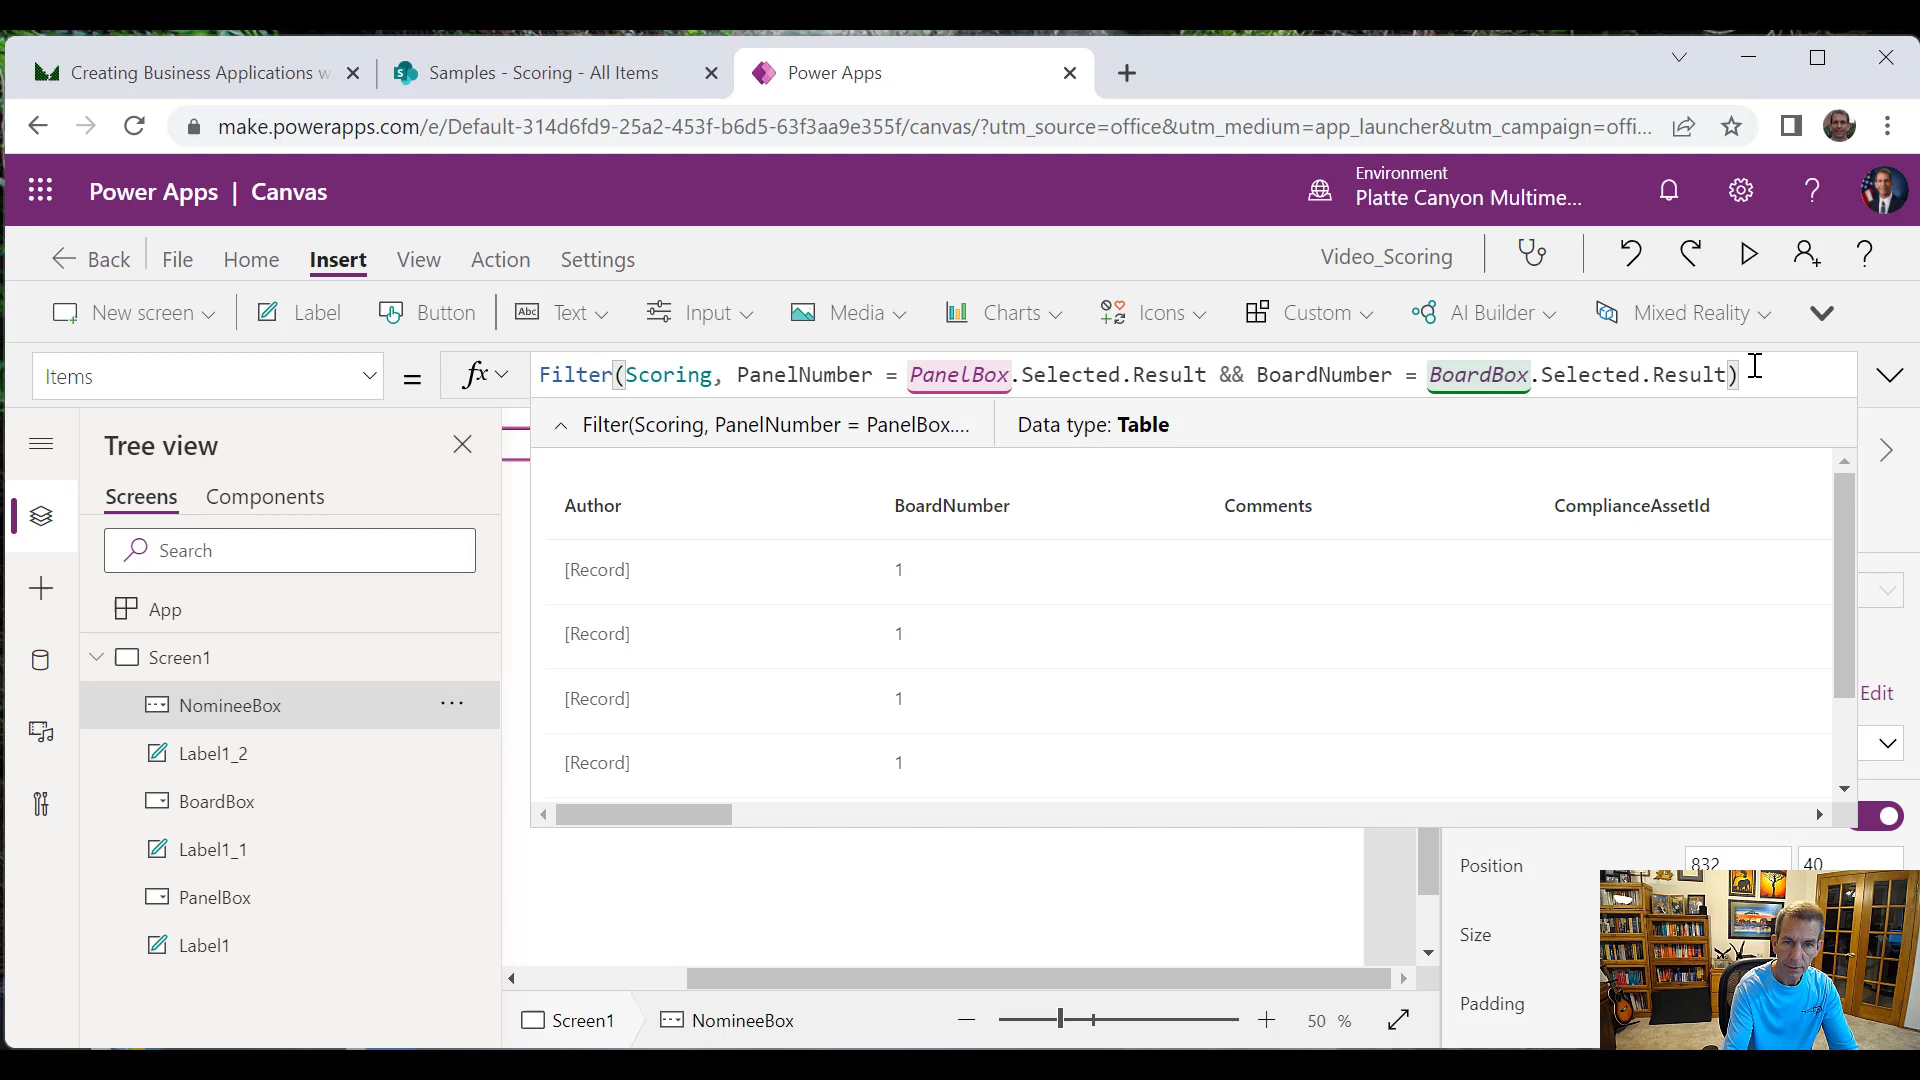 Creating Business Applications w
Samples - Scoring - All Items
Power Apps
make.powerapps.com/e/Default-314d6fd9-25a2-453f-b6d5-63f3aa9e355f/canvas/?utm_source=office&utm_medium=app_launcher&utm_campaign=offi...
Power Apps | Canvas
Environment
Platte Canyon Multime...
Back
File
Home
Insert
View
Action
Settings
Video_Scoring
New screen
Label
Button
Abc Text
Input
Media
Charts
Icons
Custom
AI Builder
Mixed Reality
Items
= fx
Filter(Scoring, PanelNumber = PanelBox.Selected.Result && BoardNumber = BoardBox.Selected.Result)
Filter(Scoring, PanelNumber = PanelBox....
Data type: Table
Tree view
Screens
Components
Search
App
Screen1
NomineeBox
Label1_2
BoardBox
Label1_1
PanelBox
Label1
Author BoardNumber Comments ComplianceAssetId
[Record] 1
[Record] 1
[Record] 1
[Record] 1
Edit
Position 832 40
Size
Padding
Screen1
NomineeBox
50 %